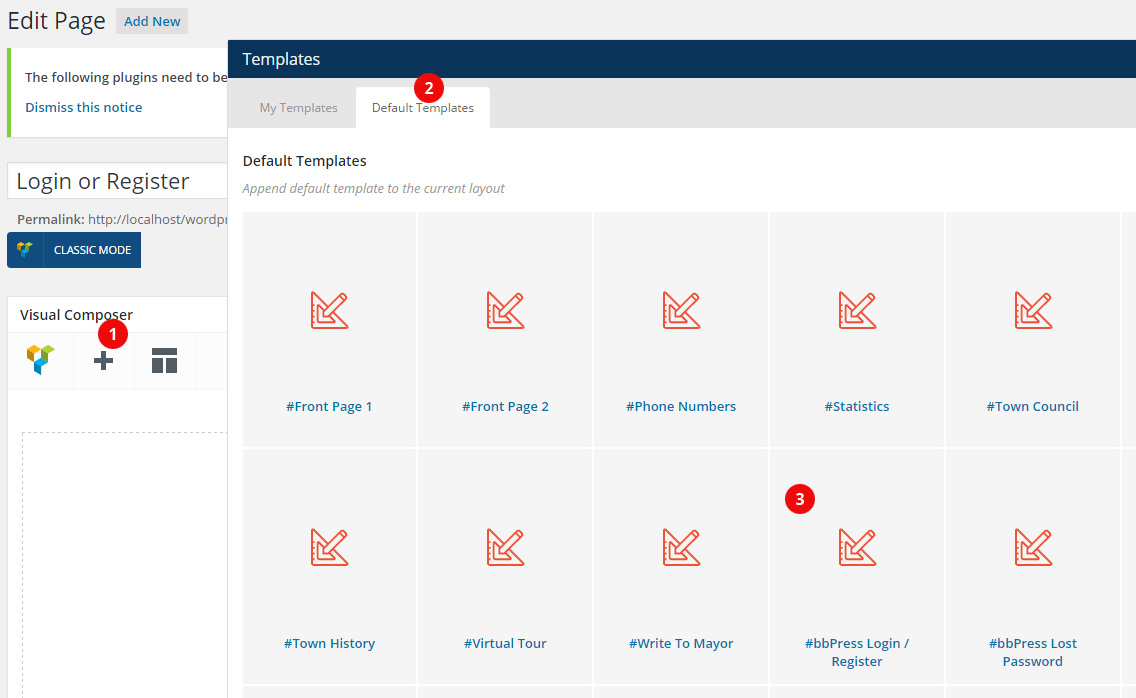 Edit Page Add New
The following plugins need to be
Dismiss this notice
Login or Register
Permalink: http://localhost/wordpr
CLASSIC MODE
Visual Composer
1
Templates
2
My Templates Default Templates
Default Templates
Append default template to the current layout
#Front Page 1
#Front Page 2
#Phone Numbers
#Statistics
#Town Council
3
#Town History
#Virtual Tour
#Write To Mayor
#bbPress Login /
Register
#bbPress Lost
Password